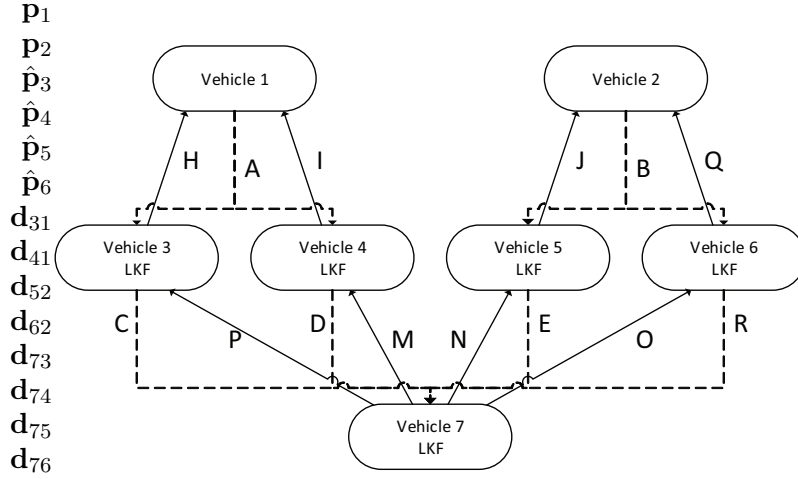 p₁
p₂
p̂₃
p̂₄
p̂₅
p̂₆
d₃₁
d₄₁
d₅₂
d₆₂
d₇₃
d₇₄
d₇₅
d₇₆
Vehicle 1
Vehicle 2
H
A
I
J
B
Q
Vehicle 3
LKF
Vehicle 4
LKF
Vehicle 5
LKF
Vehicle 6
LKF
C
P
D
M
N
E
O
R
Vehicle 7
LKF